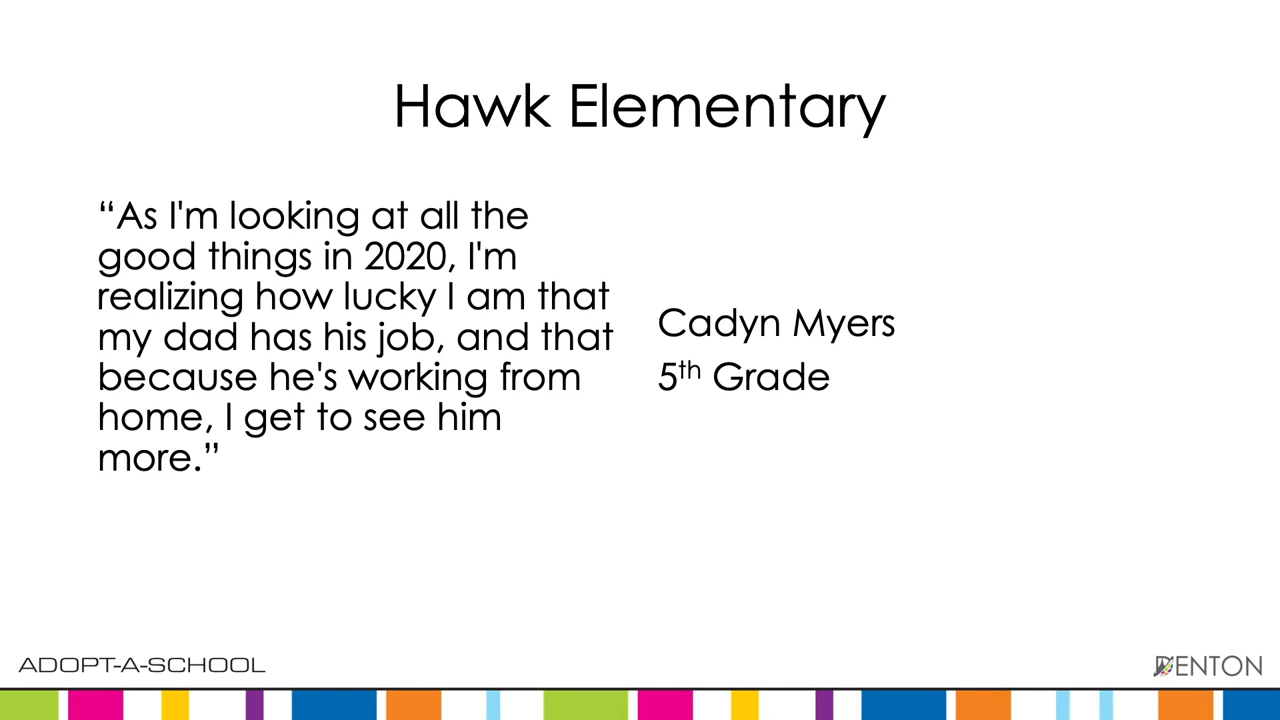 Hawk Elementary
“As I'm looking at all the
good things in 2020, I'm
realizing how lucky I am that
my dad has his job, and that
because he's working from
home, I get to see him
more.”
Cadyn Myers
5th Grade
ADOPT-A-SCHOOL
DENTON